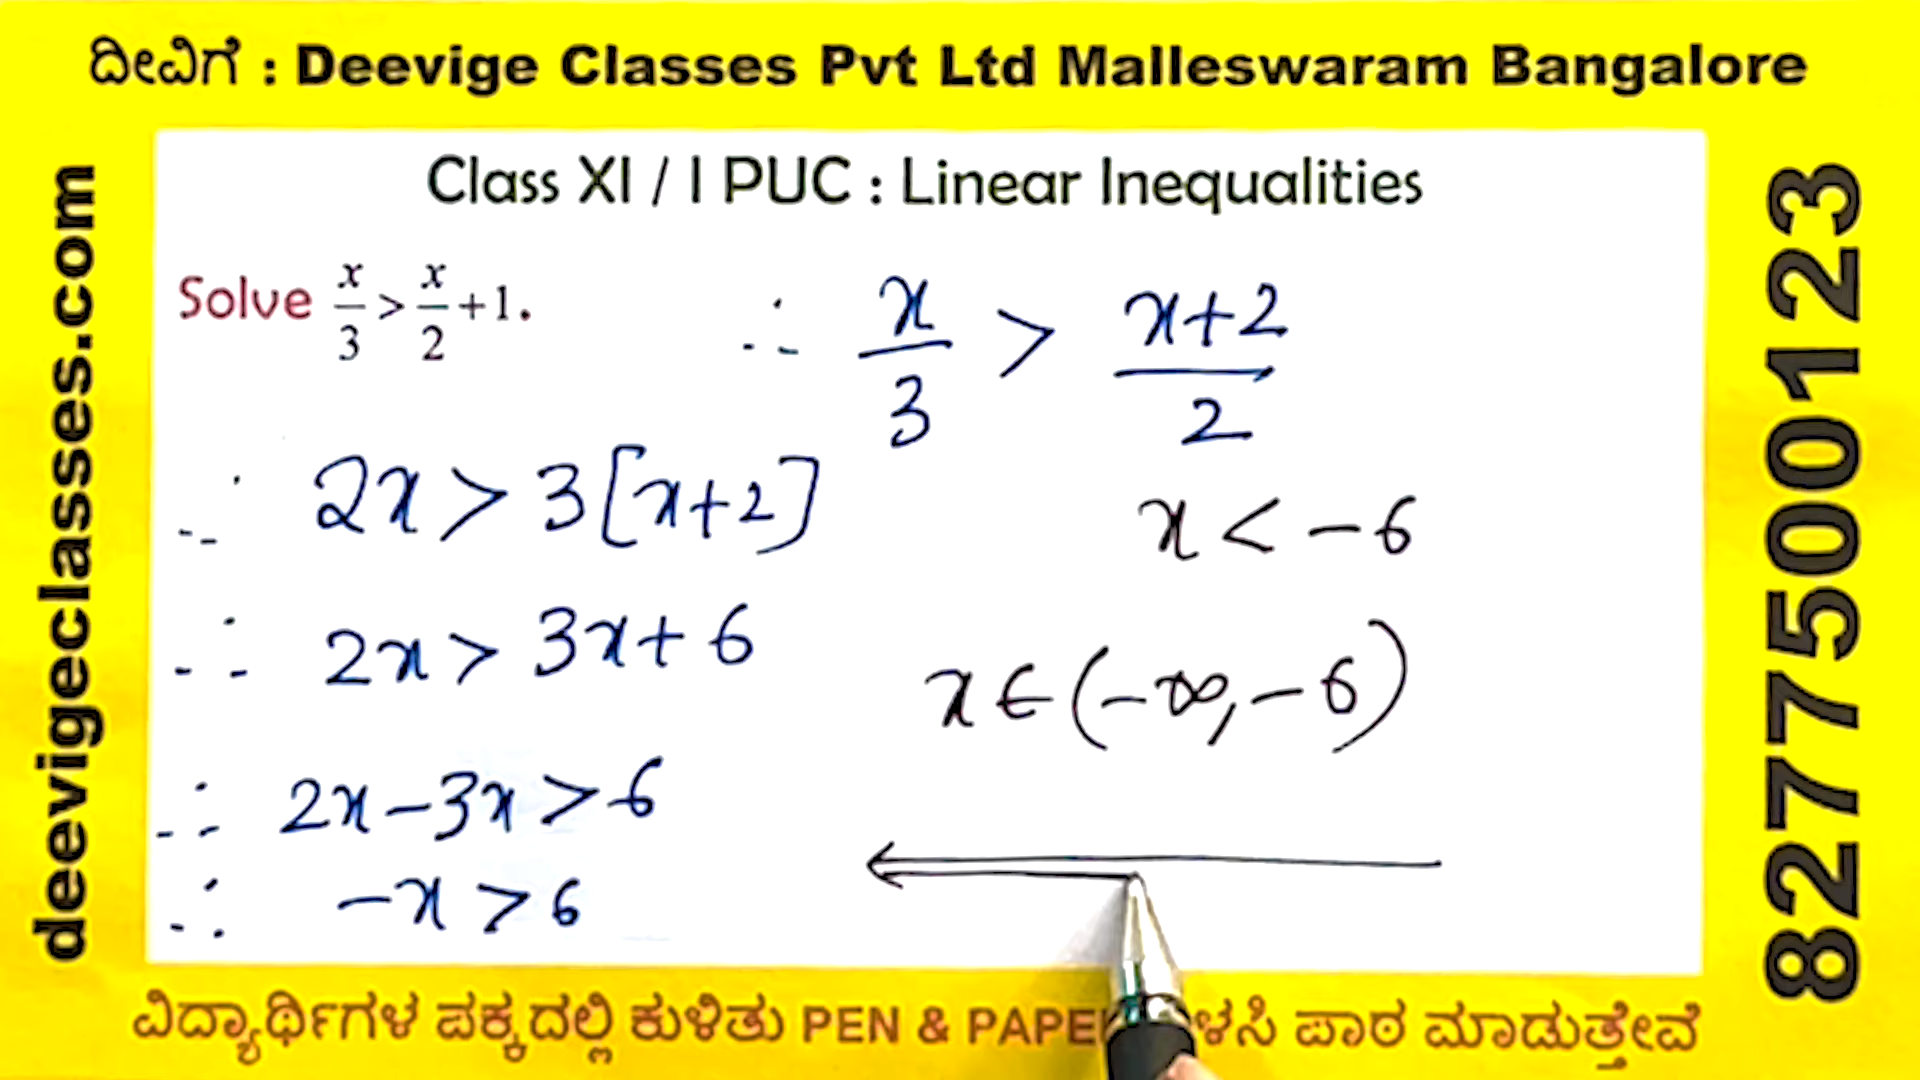 ದೀವಿಗೆ : Deevige Classes Pvt Ltd Malleswaram Bangalore
deevigeclasses.com
8277500123
Class XI / I PUC : Linear Inequalities
Solve x/3 > x/2 + 1.
∴ x/3 > (x+2)/2
∴ 2x > 3[x+2]
∴ 2x > 3x + 6
∴ 2x - 3x > 6
∴ -x > 6
x < -6
x ∈ (-∞, -6)
ವಿದ್ಯಾರ್ಥಿಗಳ ಪಕ್ಕದಲ್ಲಿ ಕುಳಿತು PEN & PAPE ಳಸಿ ಪಾಠ ಮಾಡುತ್ತೇವೆ